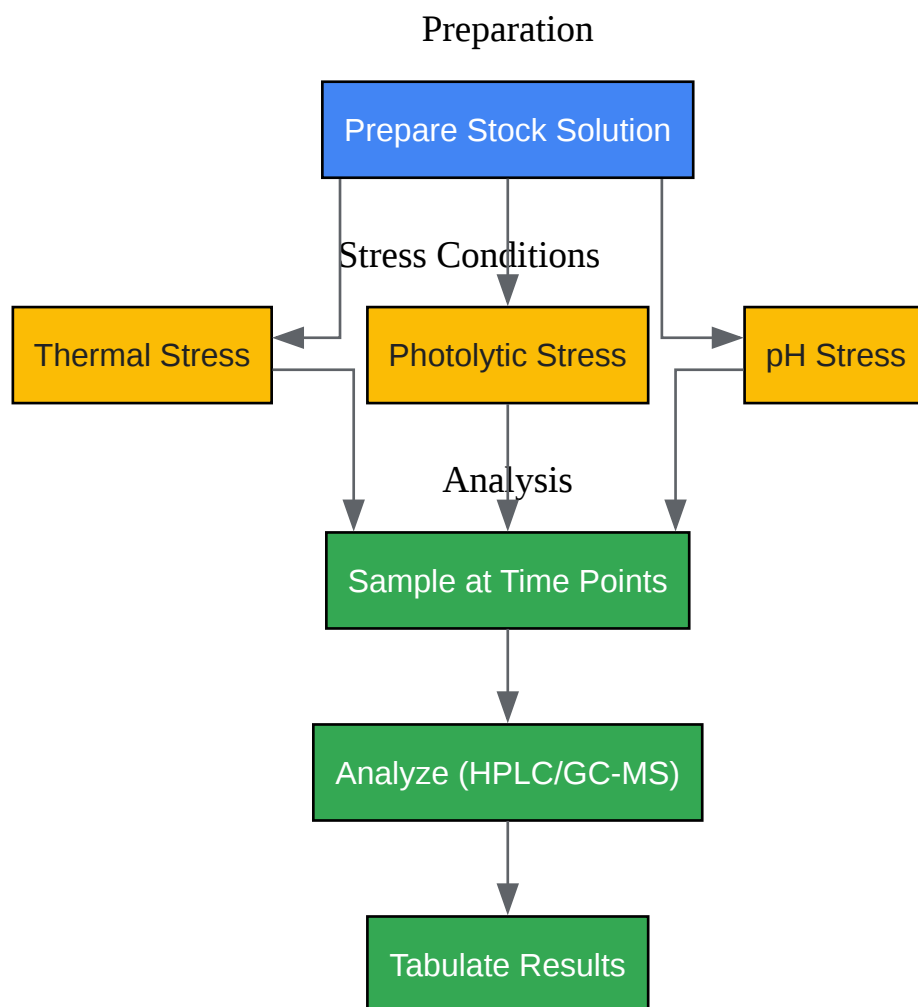 Preparation
Prepare Stock Solution
Stress Conditions
Thermal Stress
Photolytic Stress
pH Stress
Analysis
Sample at Time Points
Analyze (HPLC/GC-MS)
Tabulate Results